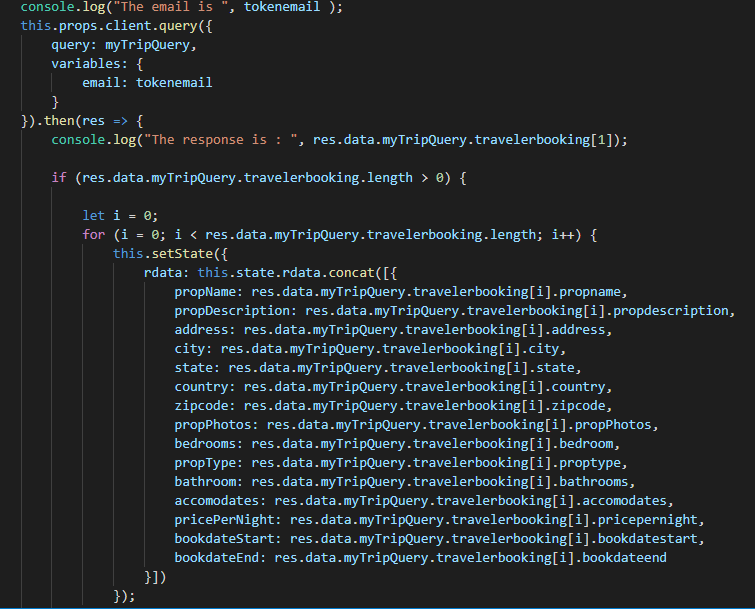 console.log("The email is ", tokenemail );
this.props.client.query({
query: myTripQuery,
variables: {
email: tokenemail
}
}).then(res => {
console.log("The response is : ", res.data.myTripQuery.travelerbooking[1]);
if (res.data.myTripQuery.travelerbooking.length > 0) {
let i = 0;
for (i = 0; i < res.data.myTripQuery.travelerbooking.length; i++) {
this.setState({
rdata: this.state.rdata.concat([{
propName: res.data.myTripQuery.travelerbooking[i].propname,
propDescription: res.data.myTripQuery.travelerbooking[i].propdescription,
address: res.data.myTripQuery.travelerbooking[i].address,
city: res.data.myTripQuery.travelerbooking[i].city,
state: res.data.myTripQuery.travelerbooking[i].state,
country: res.data.myTripQuery.travelerbooking[i].country,
zipcode: res.data.myTripQuery.travelerbooking[i].zipcode,
propPhotos: res.data.myTripQuery.travelerbooking[i].propPhotos,
bedrooms: res.data.myTripQuery.travelerbooking[i].bedroom,
propType: res.data.myTripQuery.travelerbooking[i].proptype,
bathroom: res.data.myTripQuery.travelerbooking[i].bathrooms,
accomodates: res.data.myTripQuery.travelerbooking[i].accomodates,
pricePerNight: res.data.myTripQuery.travelerbooking[i].pricepernight,
bookdateStart: res.data.myTripQuery.travelerbooking[i].bookdatestart,
bookdateEnd: res.data.myTripQuery.travelerbooking[i].bookdateend
}])
});